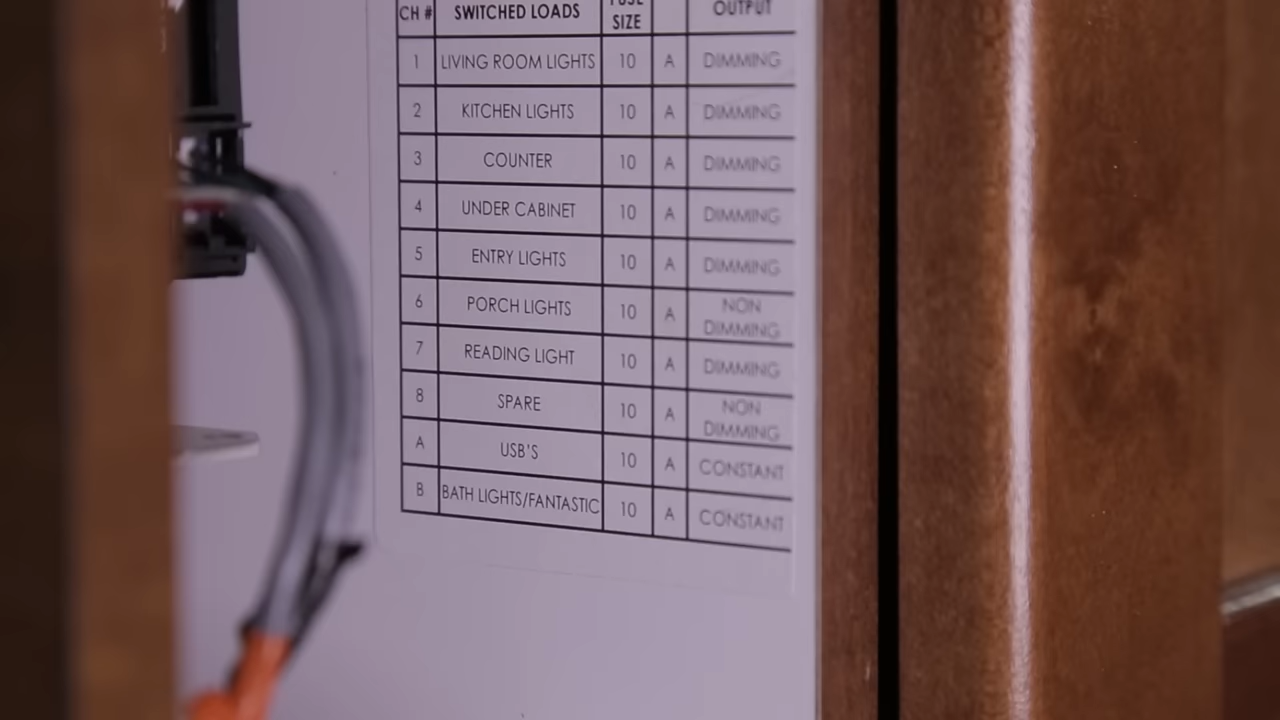 CH # SWITCHED LOADS FUSE SIZE OUTPUT
1 LIVING ROOM LIGHTS 10 A DIMMING
2 KITCHEN LIGHTS 10 A DIMMING
3 COUNTER 10 A DIMMING
4 UNDER CABINET 10 A DIMMING
5 ENTRY LIGHTS 10 A DIMMING
6 PORCH LIGHTS 10 A NON DIMMING
7 READING LIGHT 10 A DIMMING
8 SPARE 10 A NON DIMMING
A USB'S 10 A CONSTANT
B BATH LIGHTS/FANTASTIC 10 A CONSTANT